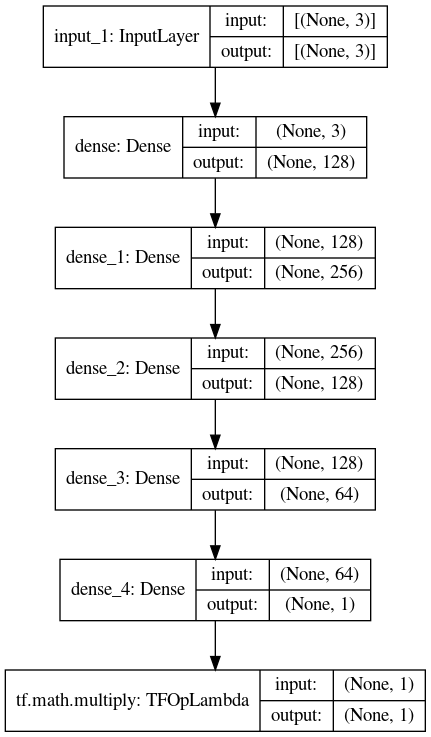 input_1: InputLayer
input:
[(None, 3)]
output:
[(None, 3)]
dense: Dense
input:
(None, 3)
output:
(None, 128)
dense_1: Dense
input:
(None, 128)
output:
(None, 256)
dense_2: Dense
input:
(None, 256)
output:
(None, 128)
dense_3: Dense
input:
(None, 128)
output:
(None, 64)
dense_4: Dense
input:
(None, 64)
output:
(None, 1)
tf.math.multiply: TFOpLambda
input:
(None, 1)
output:
(None, 1)